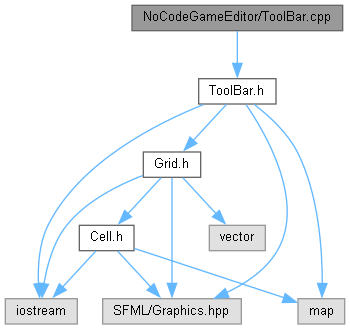 NoCodeGameEditor/ToolBar.cpp
ToolBar.h
Grid.h
Cell.h
vector
iostream
SFML/Graphics.hpp
map